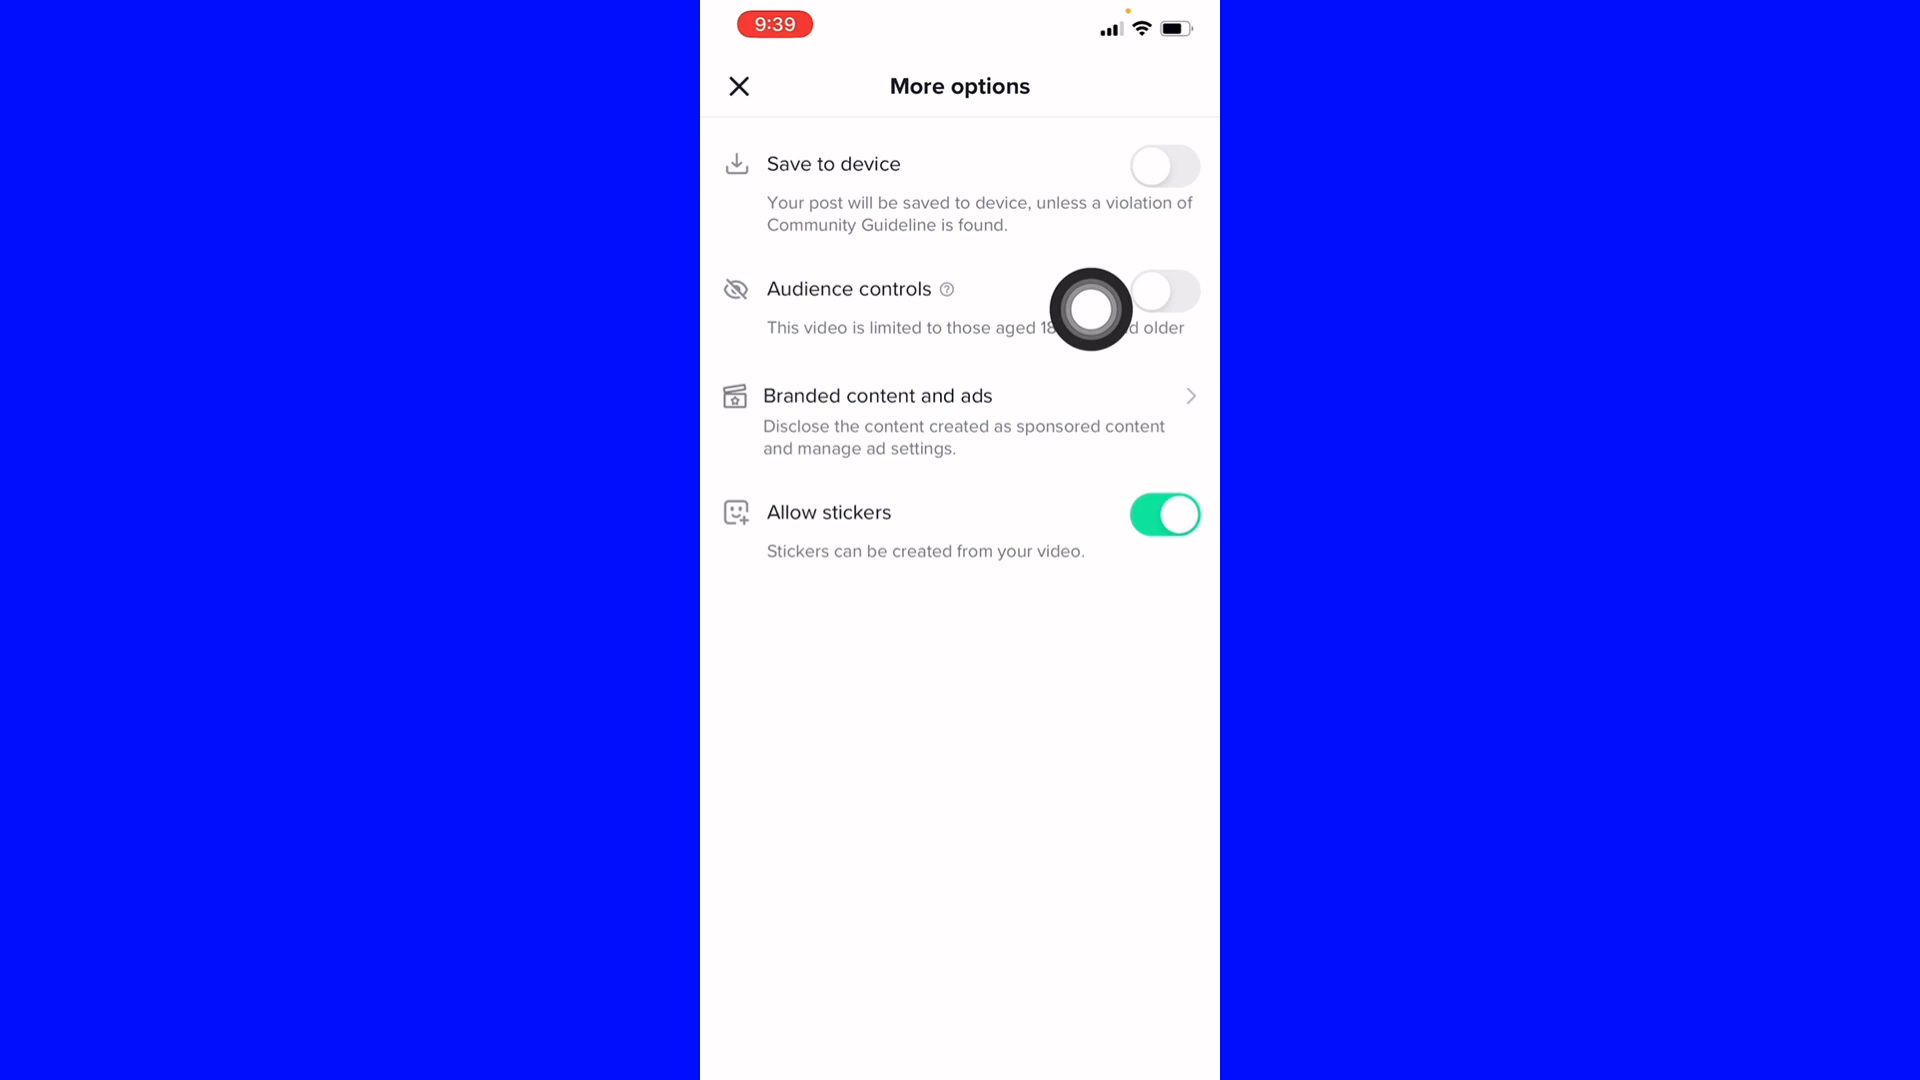 9:39
More options
Save to device
Your post will be saved to device, unless a violation of
Community Guideline is found.
Audience controls
This video is limited to those aged older
Branded content and ads
Disclose the content created as sponsored content
and manage ad settings.
Allow stickers
Stickers can be created from your video.